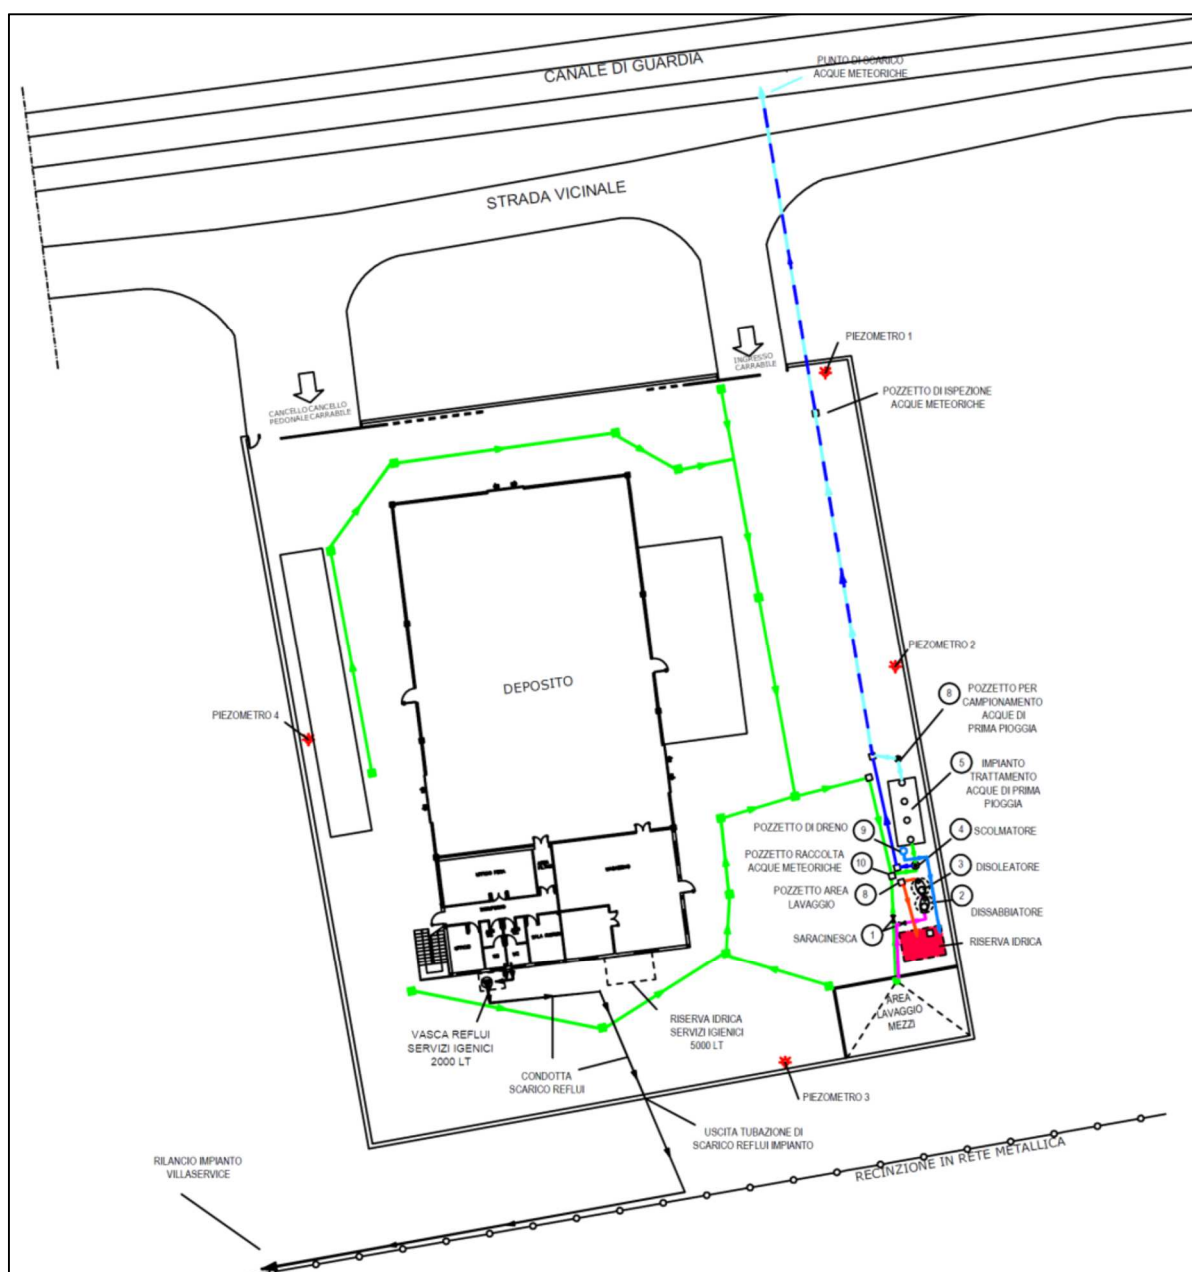 CANALE DI GUARDIA
PUNTO DI SCARICO
ACQUE METEORICHE
STRADA VICINALE
PIEZOMETRO 1
INGRESSO
CARRABILE
POZZETTO DI ISPEZIONE
ACQUE METEORICHE
CANCELLO CANCELLO
PEDONALE CARRABILE
PIEZOMETRO 2
DEPOSITO
8
POZZETTO PER
CAMPIONAMENTO
ACQUE DI
PRIMA PIOGGIA
PIEZOMETRO 4
5
IMPIANTO
TRATTAMENTO
ACQUE DI PRIMA
PIOGGIA
POZZETTO DI DRENO
9
4
SCOLMATORE
POZZETTO RACCOLTA
ACQUE METEORICHE
10
3
DISOLEATORE
POZZETTO AREA
LAVAGGIO
8
2
DISSABBIATORE
SARACINESCA
1
RISERVA IDRICA
AREA
LAVAGGIO
MEZZI
VASCA REFLUI
SERVIZI IGENICI
2000 LT
RISERVA IDRICA
SERVIZI IGIENICI
5000 LT
CONDOTTA
SCARICO REFLUI
PIEZOMETRO 3
USCITA TUBAZIONE DI
SCARICO REFLUI IMPIANTO
RILANCIO IMPIANTO
VILLASERVICE
RECINZIONE IN RETE METALLICA